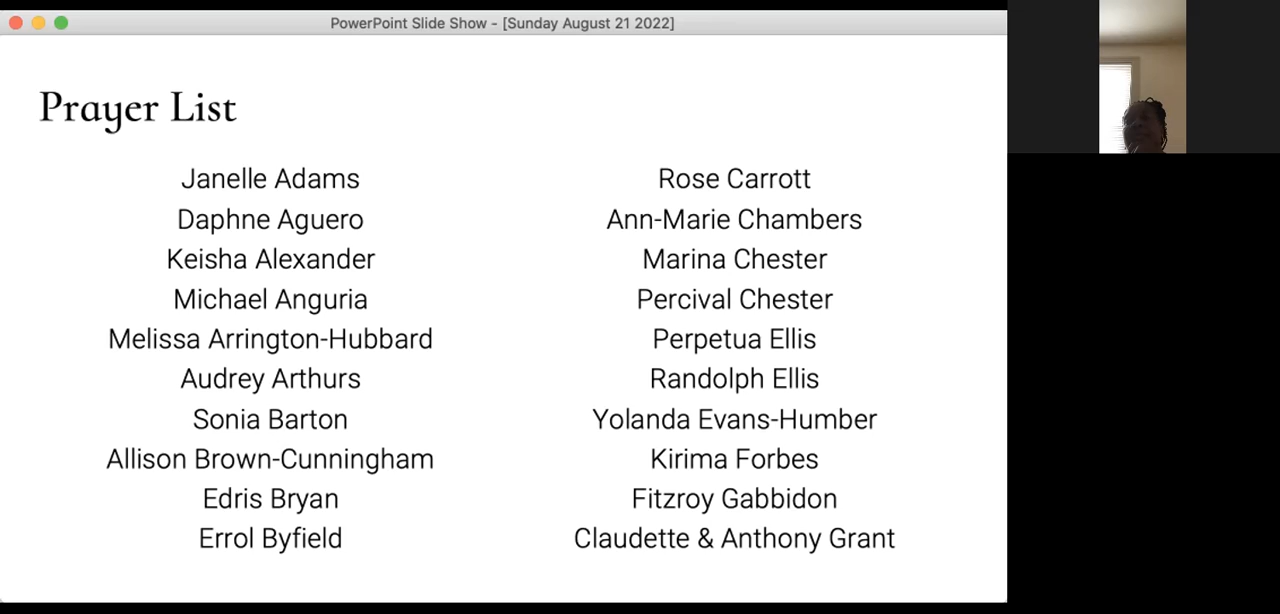 PowerPoint Slide Show - [Sunday August 21 2022]
Prayer List
Janelle Adams
Daphne Aguero
Keisha Alexander
Michael Anguria
Melissa Arrington-Hubbard
Audrey Arthurs
Sonia Barton
Allison Brown-Cunningham
Edris Bryan
Errol Byfield
Rose Carrott
Ann-Marie Chambers
Marina Chester
Percival Chester
Perpetua Ellis
Randolph Ellis
Yolanda Evans-Humber
Kirima Forbes
Fitzroy Gabbidon
Claudette & Anthony Grant